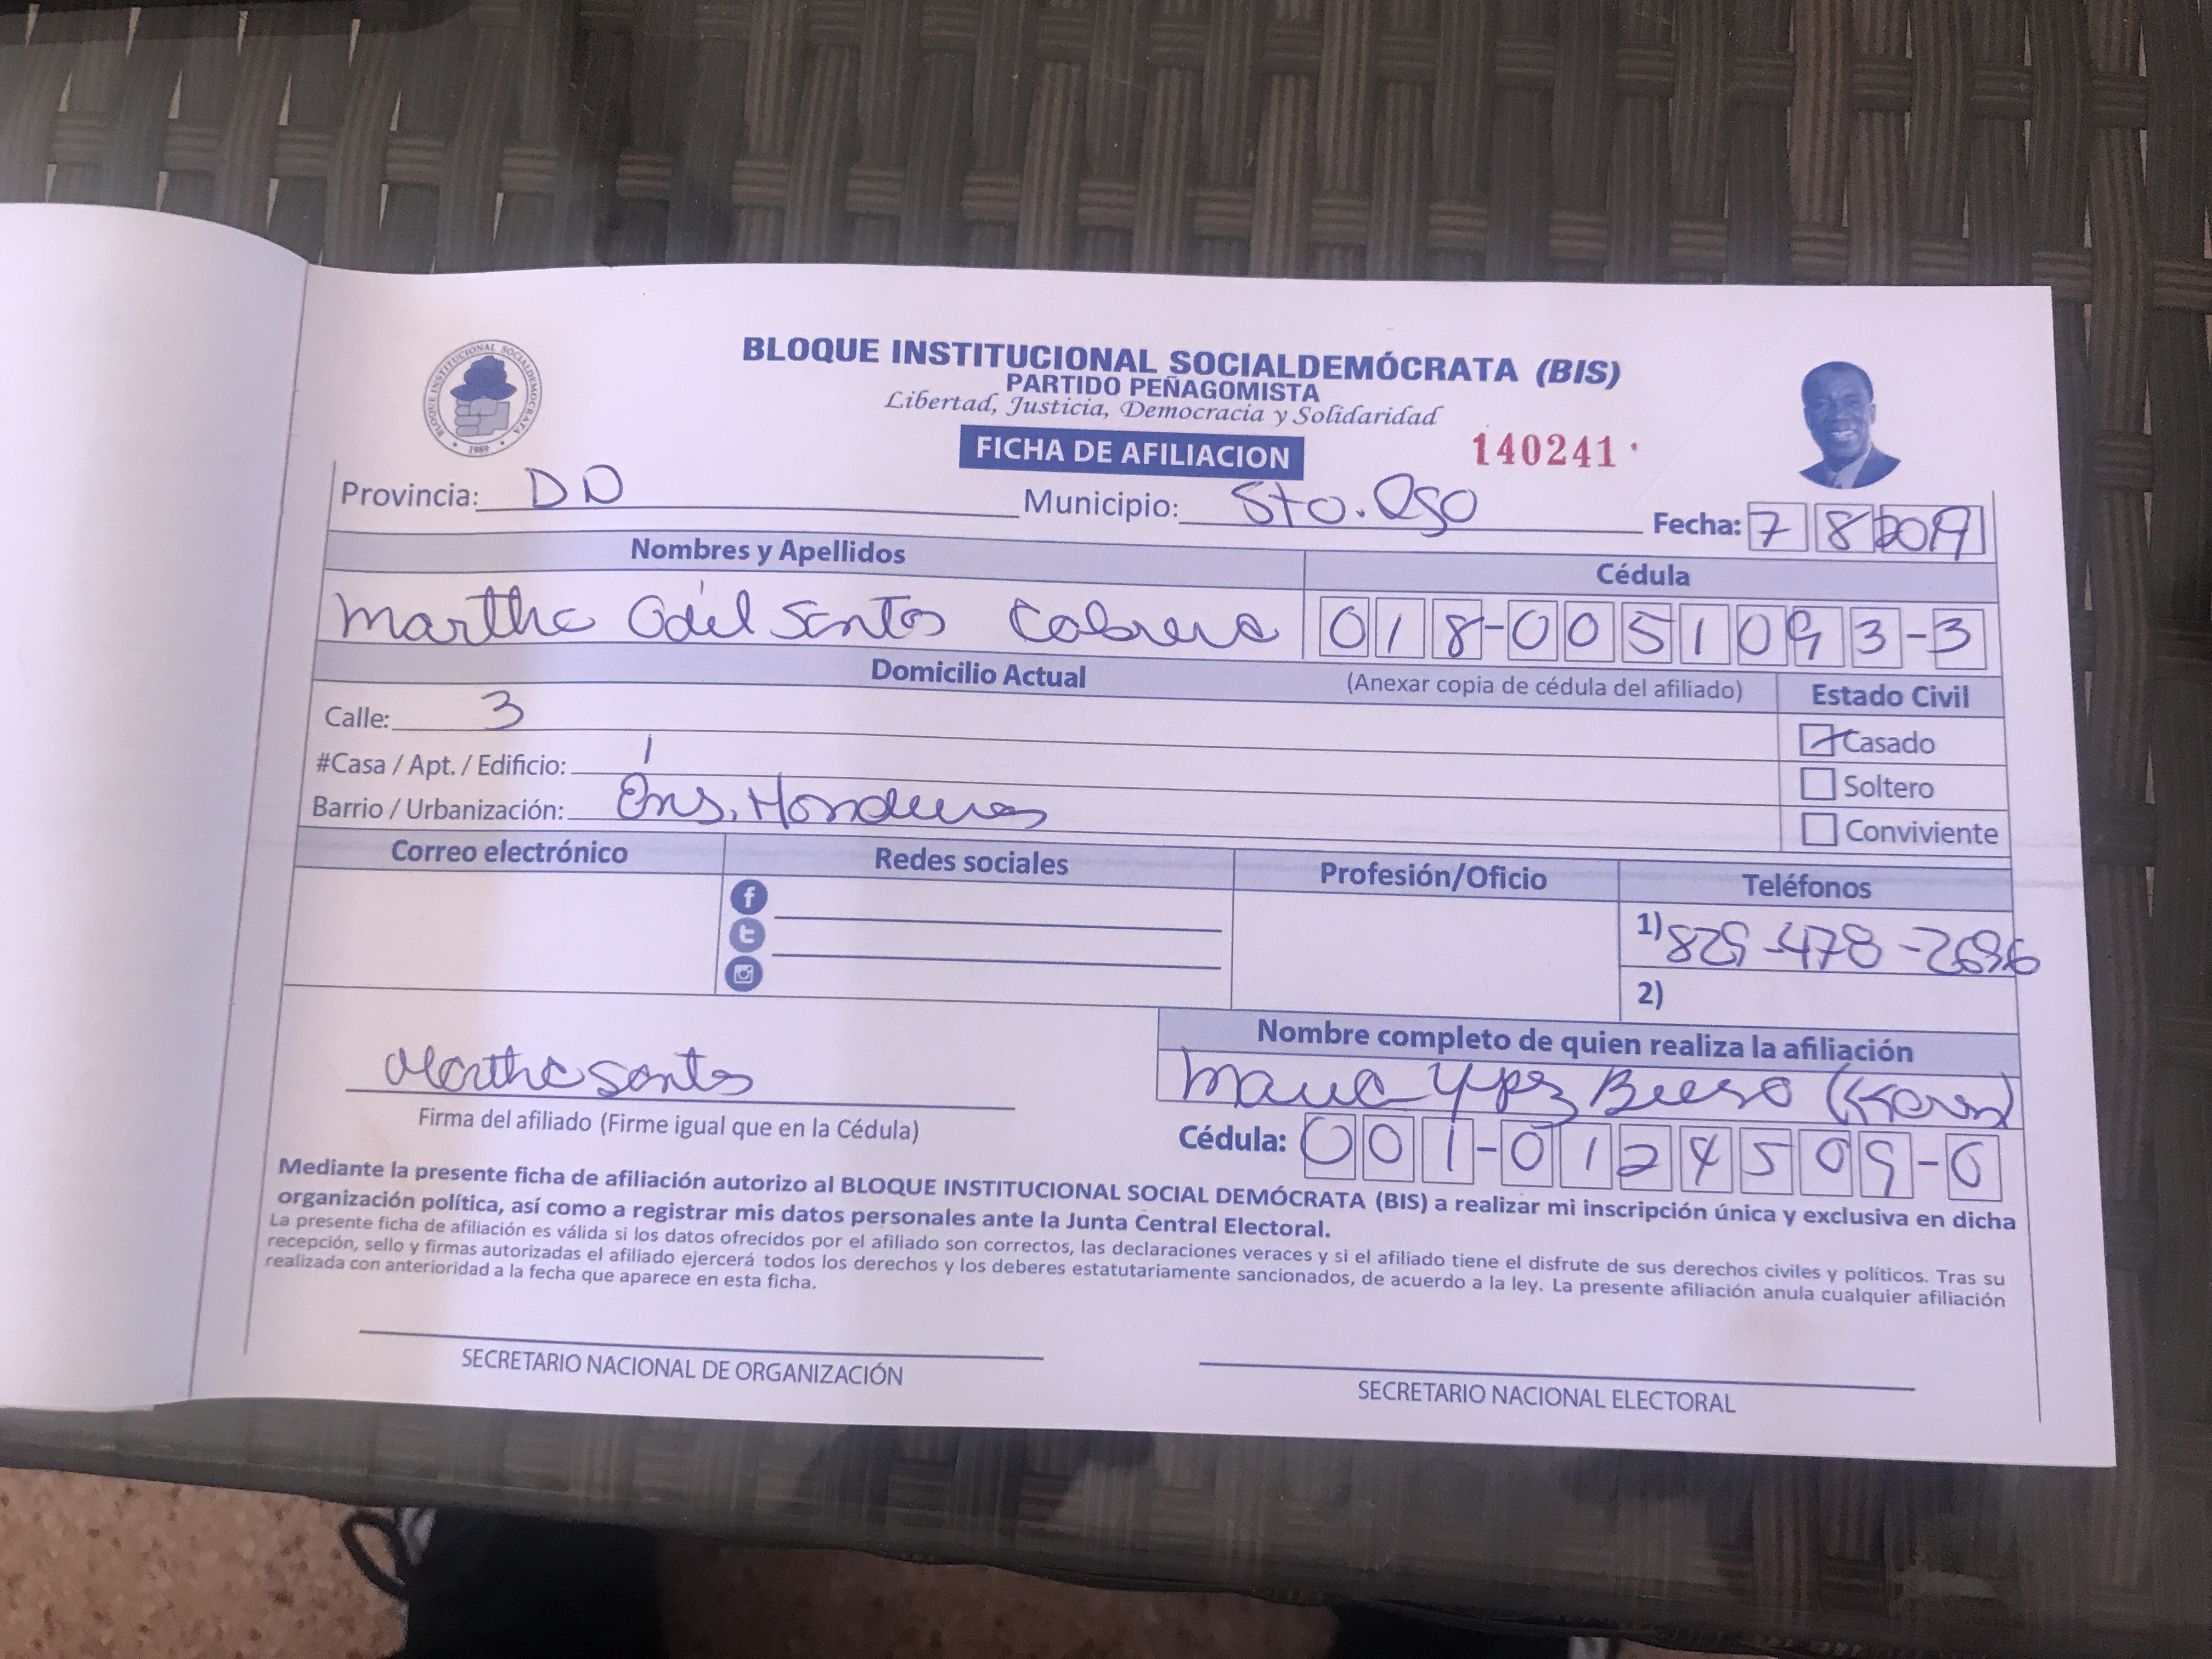 BLOQUE INSTITUCIONAL SOCIALDEMÓCRATA (BIS)
PARTIDO PEÑAGOMISTA
Libertad, Justicia, Democracia y Solidaridad
BLOQUE INSTITUCIONAL SOCIALDEMOCRATA
1989
FICHA DE AFILIACION
140241
Provincia: DN Municipio: Sto. Dgo Fecha: 7 8 2019
Nombres y Apellidos Cédula
Martha Odel Santos Cabrera 018-0051093-3
Domicilio Actual (Anexar copia de cédula del afiliado) Estado Civil
Calle: 3
Casado
#Casa / Apt. / Edificio: 1
Soltero
Barrio / Urbanización: Ens. Honduras
Conviviente
Correo electrónico Redes sociales Profesión/Oficio Teléfonos
1) 829-478-2696
2)
Nombre completo de quien realiza la afiliación
Martha Santos
Maria
Firma del afiliado (Firme igual que en la Cédula)
Cédula: 001-0124509-0
Mediante la presente ficha de afiliación autorizo al BLOQUE INSTITUCIONAL SOCIAL DEMÓCRATA (BIS) a realizar mi inscripción única y exclusiva en dicha
organización política, así como a registrar mis datos personales ante la Junta Central Electoral.
La presente ficha de afiliación es válida si los datos ofrecidos por el afiliado son correctos, las declaraciones veraces y si el afiliado tiene el disfrute de sus derechos civiles y políticos. Tras su
recepción, sello y firmas autorizadas el afiliado ejercerá todos los derechos y los deberes estatutariamente sancionados, de acuerdo a la ley. La presente afiliación anula cualquier afiliación
realizada con anterioridad a la fecha que aparece en esta ficha.
SECRETARIO NACIONAL DE ORGANIZACIÓN
SECRETARIO NACIONAL ELECTORAL